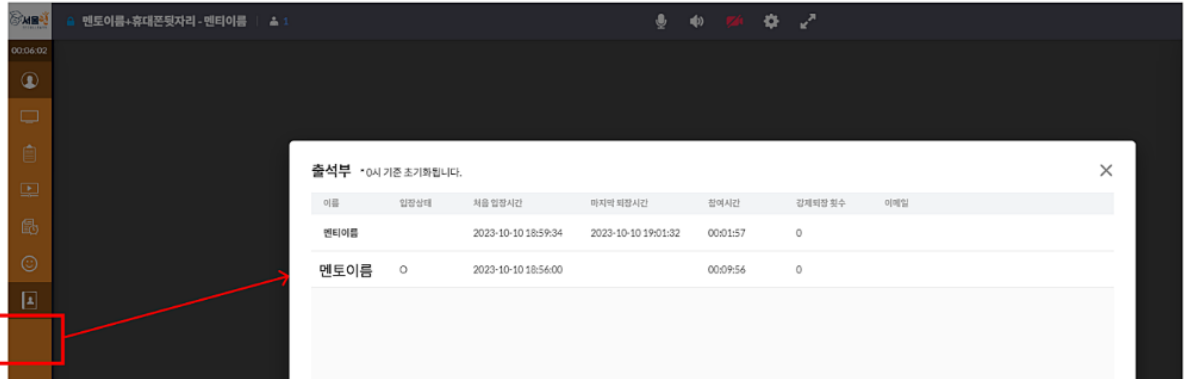 서울런 멘토이름+휴대폰뒷자리 - 멘티이름 1
00:06:02
출석부 * 0시 기준 초기화됩니다.
이름 입장상태 처음 입장시간 마지막 퇴장시간 참여시간 강제퇴장 횟수 이메일
멘티이름 2023-10-10 18:59:34 2023-10-10 19:01:32 00:01:57 0
멘토이름 O 2023-10-10 18:56:00 00:09:56 0